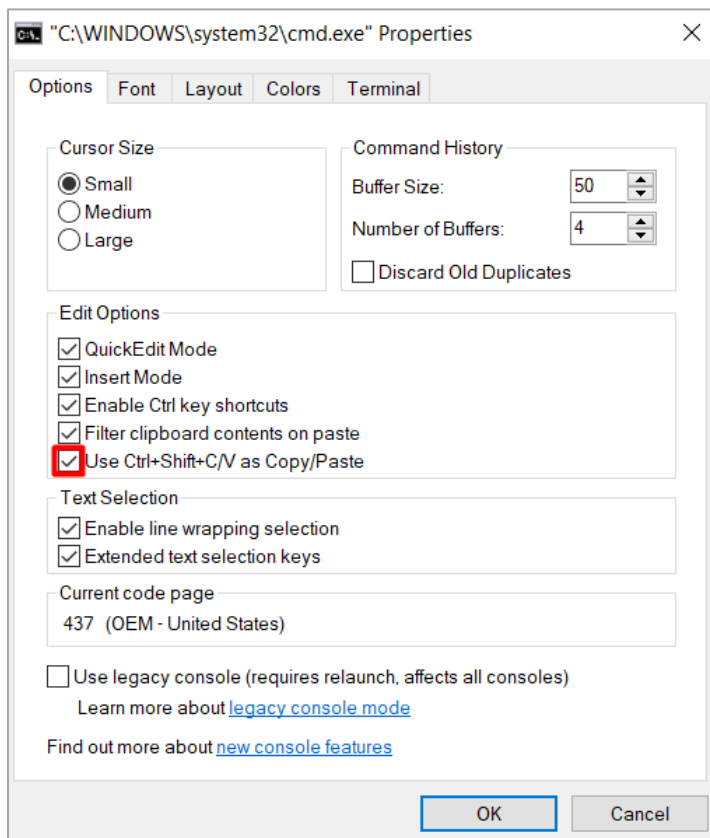 "C:\WINDOWS\system32\cmd.exe" Properties
Options Font Layout Colors Terminal
Cursor Size
Small
Medium
Large
Command History
Buffer Size: 50
Number of Buffers: 4
Discard Old Duplicates
Edit Options
QuickEdit Mode
Insert Mode
Enable Ctrl key shortcuts
Filter clipboard contents on paste
Use Ctrl+Shift+C/V as Copy/Paste
Text Selection
Enable line wrapping selection
Extended text selection keys
Current code page
437 (OEM - United States)
Use legacy console (requires relaunch, affects all consoles)
Learn more about legacy console mode
Find out more about new console features
OK Cancel